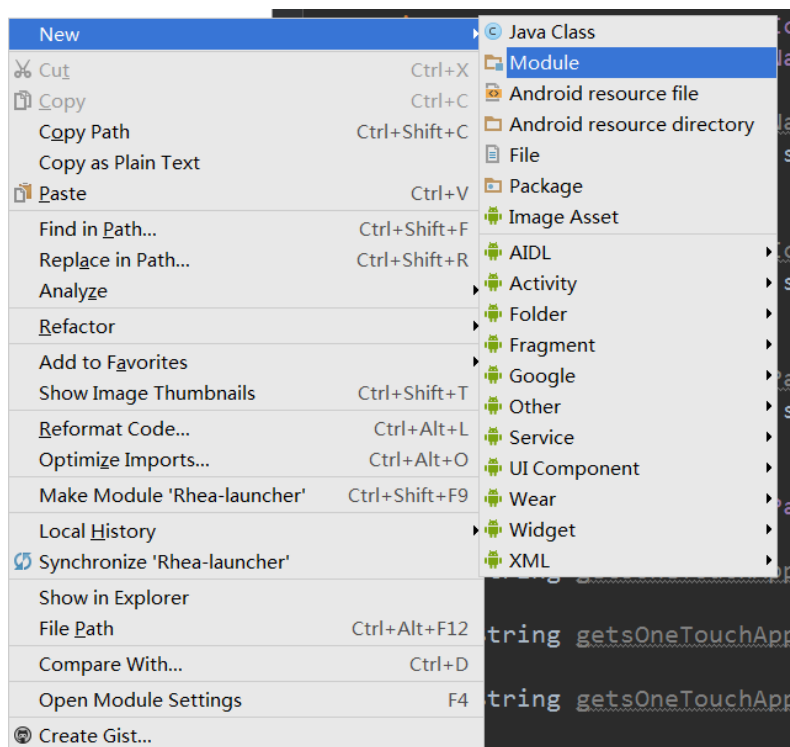 New
Cut Ctrl+X
Copy Ctrl+C
Copy Path Ctrl+Shift+C
Copy as Plain Text
Paste Ctrl+V
Find in Path... Ctrl+Shift+F
Replace in Path... Ctrl+Shift+R
Analyze
Refactor
Add to Favorites
Show Image Thumbnails Ctrl+Shift+T
Reformat Code... Ctrl+Alt+L
Optimize Imports... Ctrl+Alt+O
Make Module 'Rhea-launcher' Ctrl+Shift+F9
Local History
Synchronize 'Rhea-launcher'
Show in Explorer
File Path Ctrl+Alt+F12
Compare With... Ctrl+D
Open Module Settings F4
Create Gist...
Java Class
Module
Android resource file
Android resource directory
File
Package
Image Asset
AIDL
Activity
Folder
Fragment
Google
Other
Service
UI Component
Wear
Widget
XML
tring getsOneTouchApp
tring getsOneTouchApp